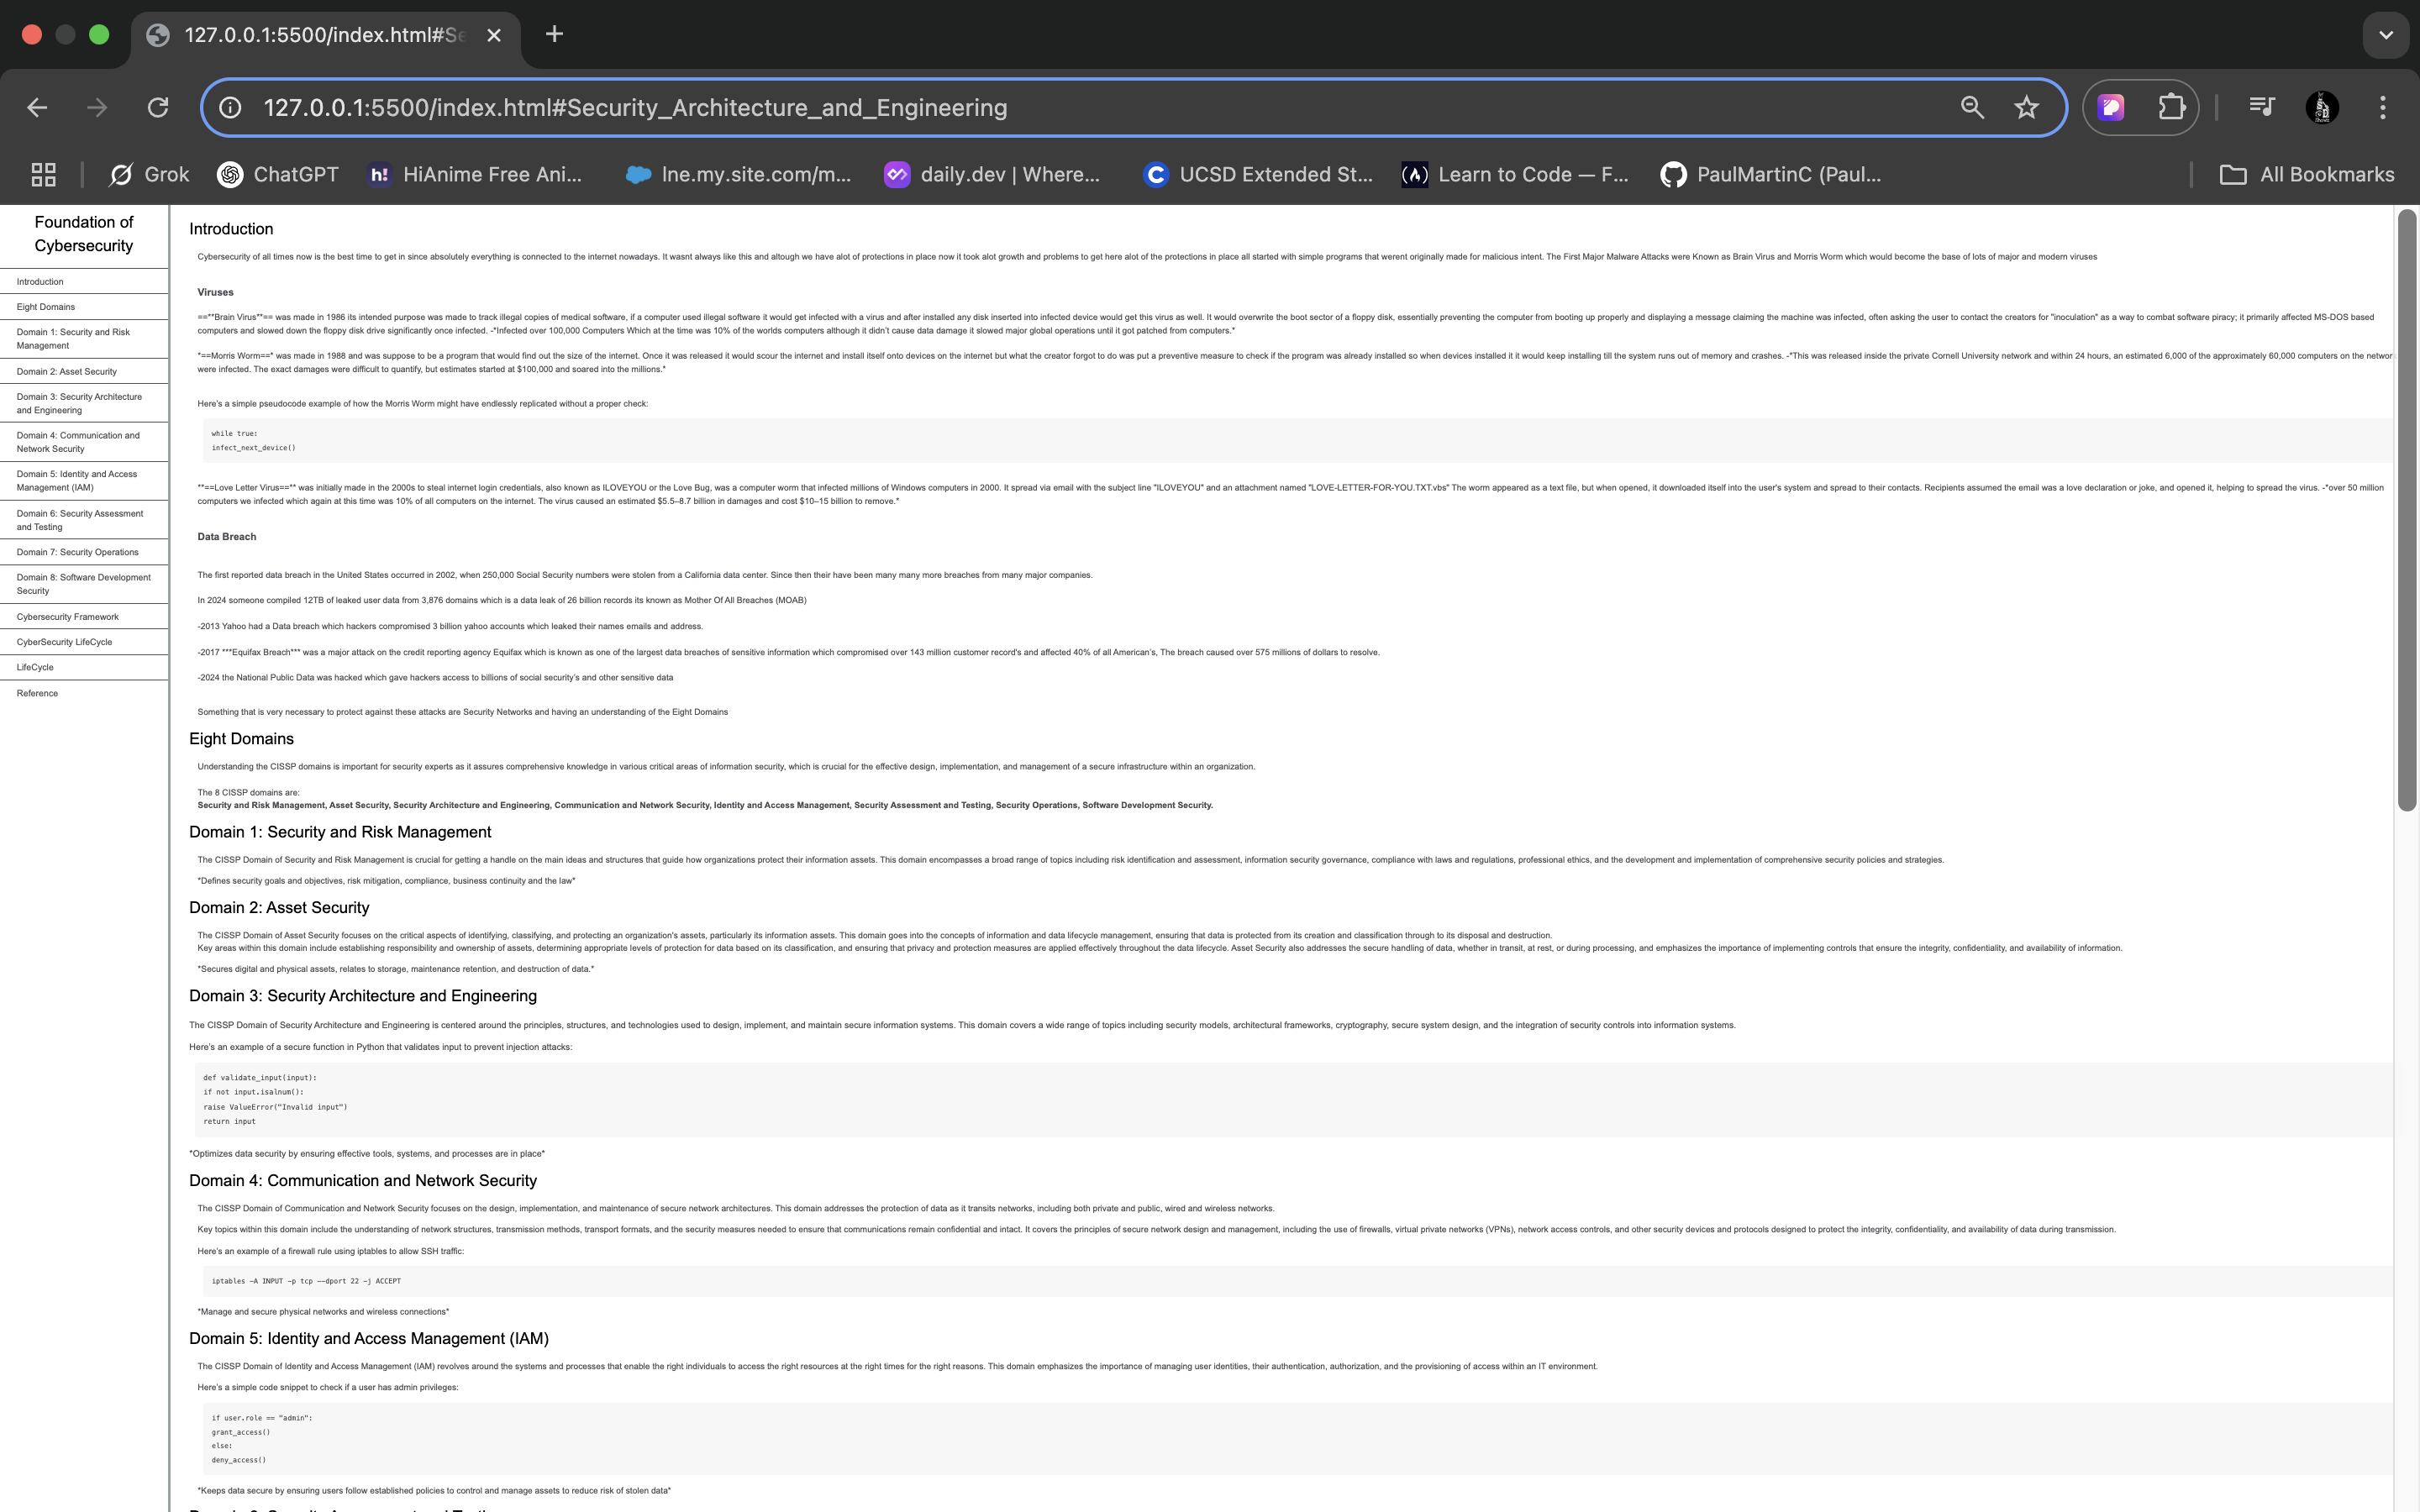 127.0.0.1:5500/index.html#Se
127.0.0.1:5500/index.html#Security_Architecture_and_Engineering
Grok
ChatGPT
h!
HiAnime Free Ani...
lne.my.site.com/m...
daily.dev | Where...
UCSD Extended St...
Learn to Code — F...
PaulMartinC (Paul...
All Bookmarks
Foundation of
Cybersecurity
Introduction
Eight Domains
Domain 1: Security and Risk
Management
Domain 2: Asset Security
Domain 3: Security Architecture
and Engineering
Domain 4: Communication and
Network Security
Domain 5: Identity and Access
Management (IAM)
Domain 6: Security Assessment
and Testing
Domain 7: Security Operations
Domain 8: Software Development
Security
Cybersecurity Framework
CyberSecurity LifeCycle
LifeCycle
Reference
Introduction
Cybersecurity of all times now is the best time to get in since absolutely everything is connected to the internet nowadays. It wasnt always like this and altough we have alot of protections in place now it took alot growth and problems to get here alot of the protections in place all started with simple programs that werent originally made for malicious intent. The First Major Malware Attacks were Known as Brain Virus and Morris Worm which would become the base of lots of major and modern viruses
Viruses
==**Brain Virus**== was made in 1986 its intended purpose was made to track illegal copies of medical software, if a computer used illegal software it would get infected with a virus and after installed any disk inserted into infected device would get this virus as well. It would overwrite the boot sector of a floppy disk, essentially preventing the computer from booting up properly and displaying a message claiming the machine was infected, often asking the user to contact the creators for "inoculation" as a way to combat software piracy; it primarily affected MS-DOS based
computers and slowed down the floppy disk drive significantly once infected. -*Infected over 100,000 Computers Which at the time was 10% of the worlds computers although it didn't cause data damage it slowed major global operations until it got patched from computers.*
*==Morris Worm==* was made in 1988 and was suppose to be a program that would find out the size of the internet. Once it was released it would scour the internet and install itself onto devices on the internet but what the creator forgot to do was put a preventive measure to check if the program was already installed so when devices installed it it would keep installing till the system runs out of memory and crashes. -*This was released inside the private Cornell University network and within 24 hours, an estimated 6,000 of the approximately 60,000 computers on the networ
were infected. The exact damages were difficult to quantify, but estimates started at $100,000 and soared into the millions.*
Here's a simple pseudocode example of how the Morris Worm might have endlessly replicated without a proper check:
while true:
infect_next_device()
**==Love Letter Virus==** was initially made in the 2000s to steal internet login credentials, also known as ILOVEYOU or the Love Bug, was a computer worm that infected millions of Windows computers in 2000. It spread via email with the subject line "ILOVEYOU" and an attachment named "LOVE-LETTER-FOR-YOU.TXT.vbs" The worm appeared as a text file, but when opened, it downloaded itself into the user's system and spread to their contacts. Recipients assumed the email was a love declaration or joke, and opened it, helping to spread the virus. -*over 50 million
computers we infected which again at this time was 10% of all computers on the internet. The virus caused an estimated $5.5–8.7 billion in damages and cost $10–15 billion to remove.*
Data Breach
The first reported data breach in the United States occurred in 2002, when 250,000 Social Security numbers were stolen from a California data center. Since then their have been many many more breaches from many major companies.
In 2024 someone compiled 12TB of leaked user data from 3,876 domains which is a data leak of 26 billion records its known as Mother Of All Breaches (MOAB)
-2013 Yahoo had a Data breach which hackers compromised 3 billion yahoo accounts which leaked their names emails and address.
-2017 ***Equifax Breach*** was a major attack on the credit reporting agency Equifax which is known as one of the largest data breaches of sensitive information which compromised over 143 million customer record's and affected 40% of all American's, The breach caused over 575 millions of dollars to resolve.
-2024 the National Public Data was hacked which gave hackers access to billions of social security's and other sensitive data
Something that is very necessary to protect against these attacks are Security Networks and having an understanding of the Eight Domains
Eight Domains
Understanding the CISSP domains is important for security experts as it assures comprehensive knowledge in various critical areas of information security, which is crucial for the effective design, implementation, and management of a secure infrastructure within an organization.
The 8 CISSP domains are:
Security and Risk Management, Asset Security, Security Architecture and Engineering, Communication and Network Security, Identity and Access Management, Security Assessment and Testing, Security Operations, Software Development Security.
Domain 1: Security and Risk Management
The CISSP Domain of Security and Risk Management is crucial for getting a handle on the main ideas and structures that guide how organizations protect their information assets. This domain encompasses a broad range of topics including risk identification and assessment, information security governance, compliance with laws and regulations, professional ethics, and the development and implementation of comprehensive security policies and strategies.
*Defines security goals and objectives, risk mitigation, compliance, business continuity and the law*
Domain 2: Asset Security
The CISSP Domain of Asset Security focuses on the critical aspects of identifying, classifying, and protecting an organization's assets, particularly its information assets. This domain goes into the concepts of information and data lifecycle management, ensuring that data is protected from its creation and classification through to its disposal and destruction.
Key areas within this domain include establishing responsibility and ownership of assets, determining appropriate levels of protection for data based on its classification, and ensuring that privacy and protection measures are applied effectively throughout the data lifecycle. Asset Security also addresses the secure handling of data, whether in transit, at rest, or during processing, and emphasizes the importance of implementing controls that ensure the integrity, confidentiality, and availability of information.
*Secures digital and physical assets, relates to storage, maintenance retention, and destruction of data.*
Domain 3: Security Architecture and Engineering
The CISSP Domain of Security Architecture and Engineering is centered around the principles, structures, and technologies used to design, implement, and maintain secure information systems. This domain covers a wide range of topics including security models, architectural frameworks, cryptography, secure system design, and the integration of security controls into information systems.
Here's an example of a secure function in Python that validates input to prevent injection attacks:
def validate_input(input):
if not input.isalnum():
raise ValueError("Invalid input")
return input
*Optimizes data security by ensuring effective tools, systems, and processes are in place*
Domain 4: Communication and Network Security
The CISSP Domain of Communication and Network Security focuses on the design, implementation, and maintenance of secure network architectures. This domain addresses the protection of data as it transits networks, including both private and public, wired and wireless networks.
Key topics within this domain include the understanding of network structures, transmission methods, transport formats, and the security measures needed to ensure that communications remain confidential and intact. It covers the principles of secure network design and management, including the use of firewalls, virtual private networks (VPNs), network access controls, and other security devices and protocols designed to protect the integrity, confidentiality, and availability of data during transmission.
Here's an example of a firewall rule using iptables to allow SSH traffic:
iptables -A INPUT -p tcp --dport 22 -j ACCEPT
*Manage and secure physical networks and wireless connections*
Domain 5: Identity and Access Management (IAM)
The CISSP Domain of Identity and Access Management (IAM) revolves around the systems and processes that enable the right individuals to access the right resources at the right times for the right reasons. This domain emphasizes the importance of managing user identities, their authentication, authorization, and the provisioning of access within an IT environment.
Here's a simple code snippet to check if a user has admin privileges:
if user.role == "admin":
grant_access()
else:
deny_access()
*Keeps data secure by ensuring users follow established policies to control and manage assets to reduce risk of stolen data*